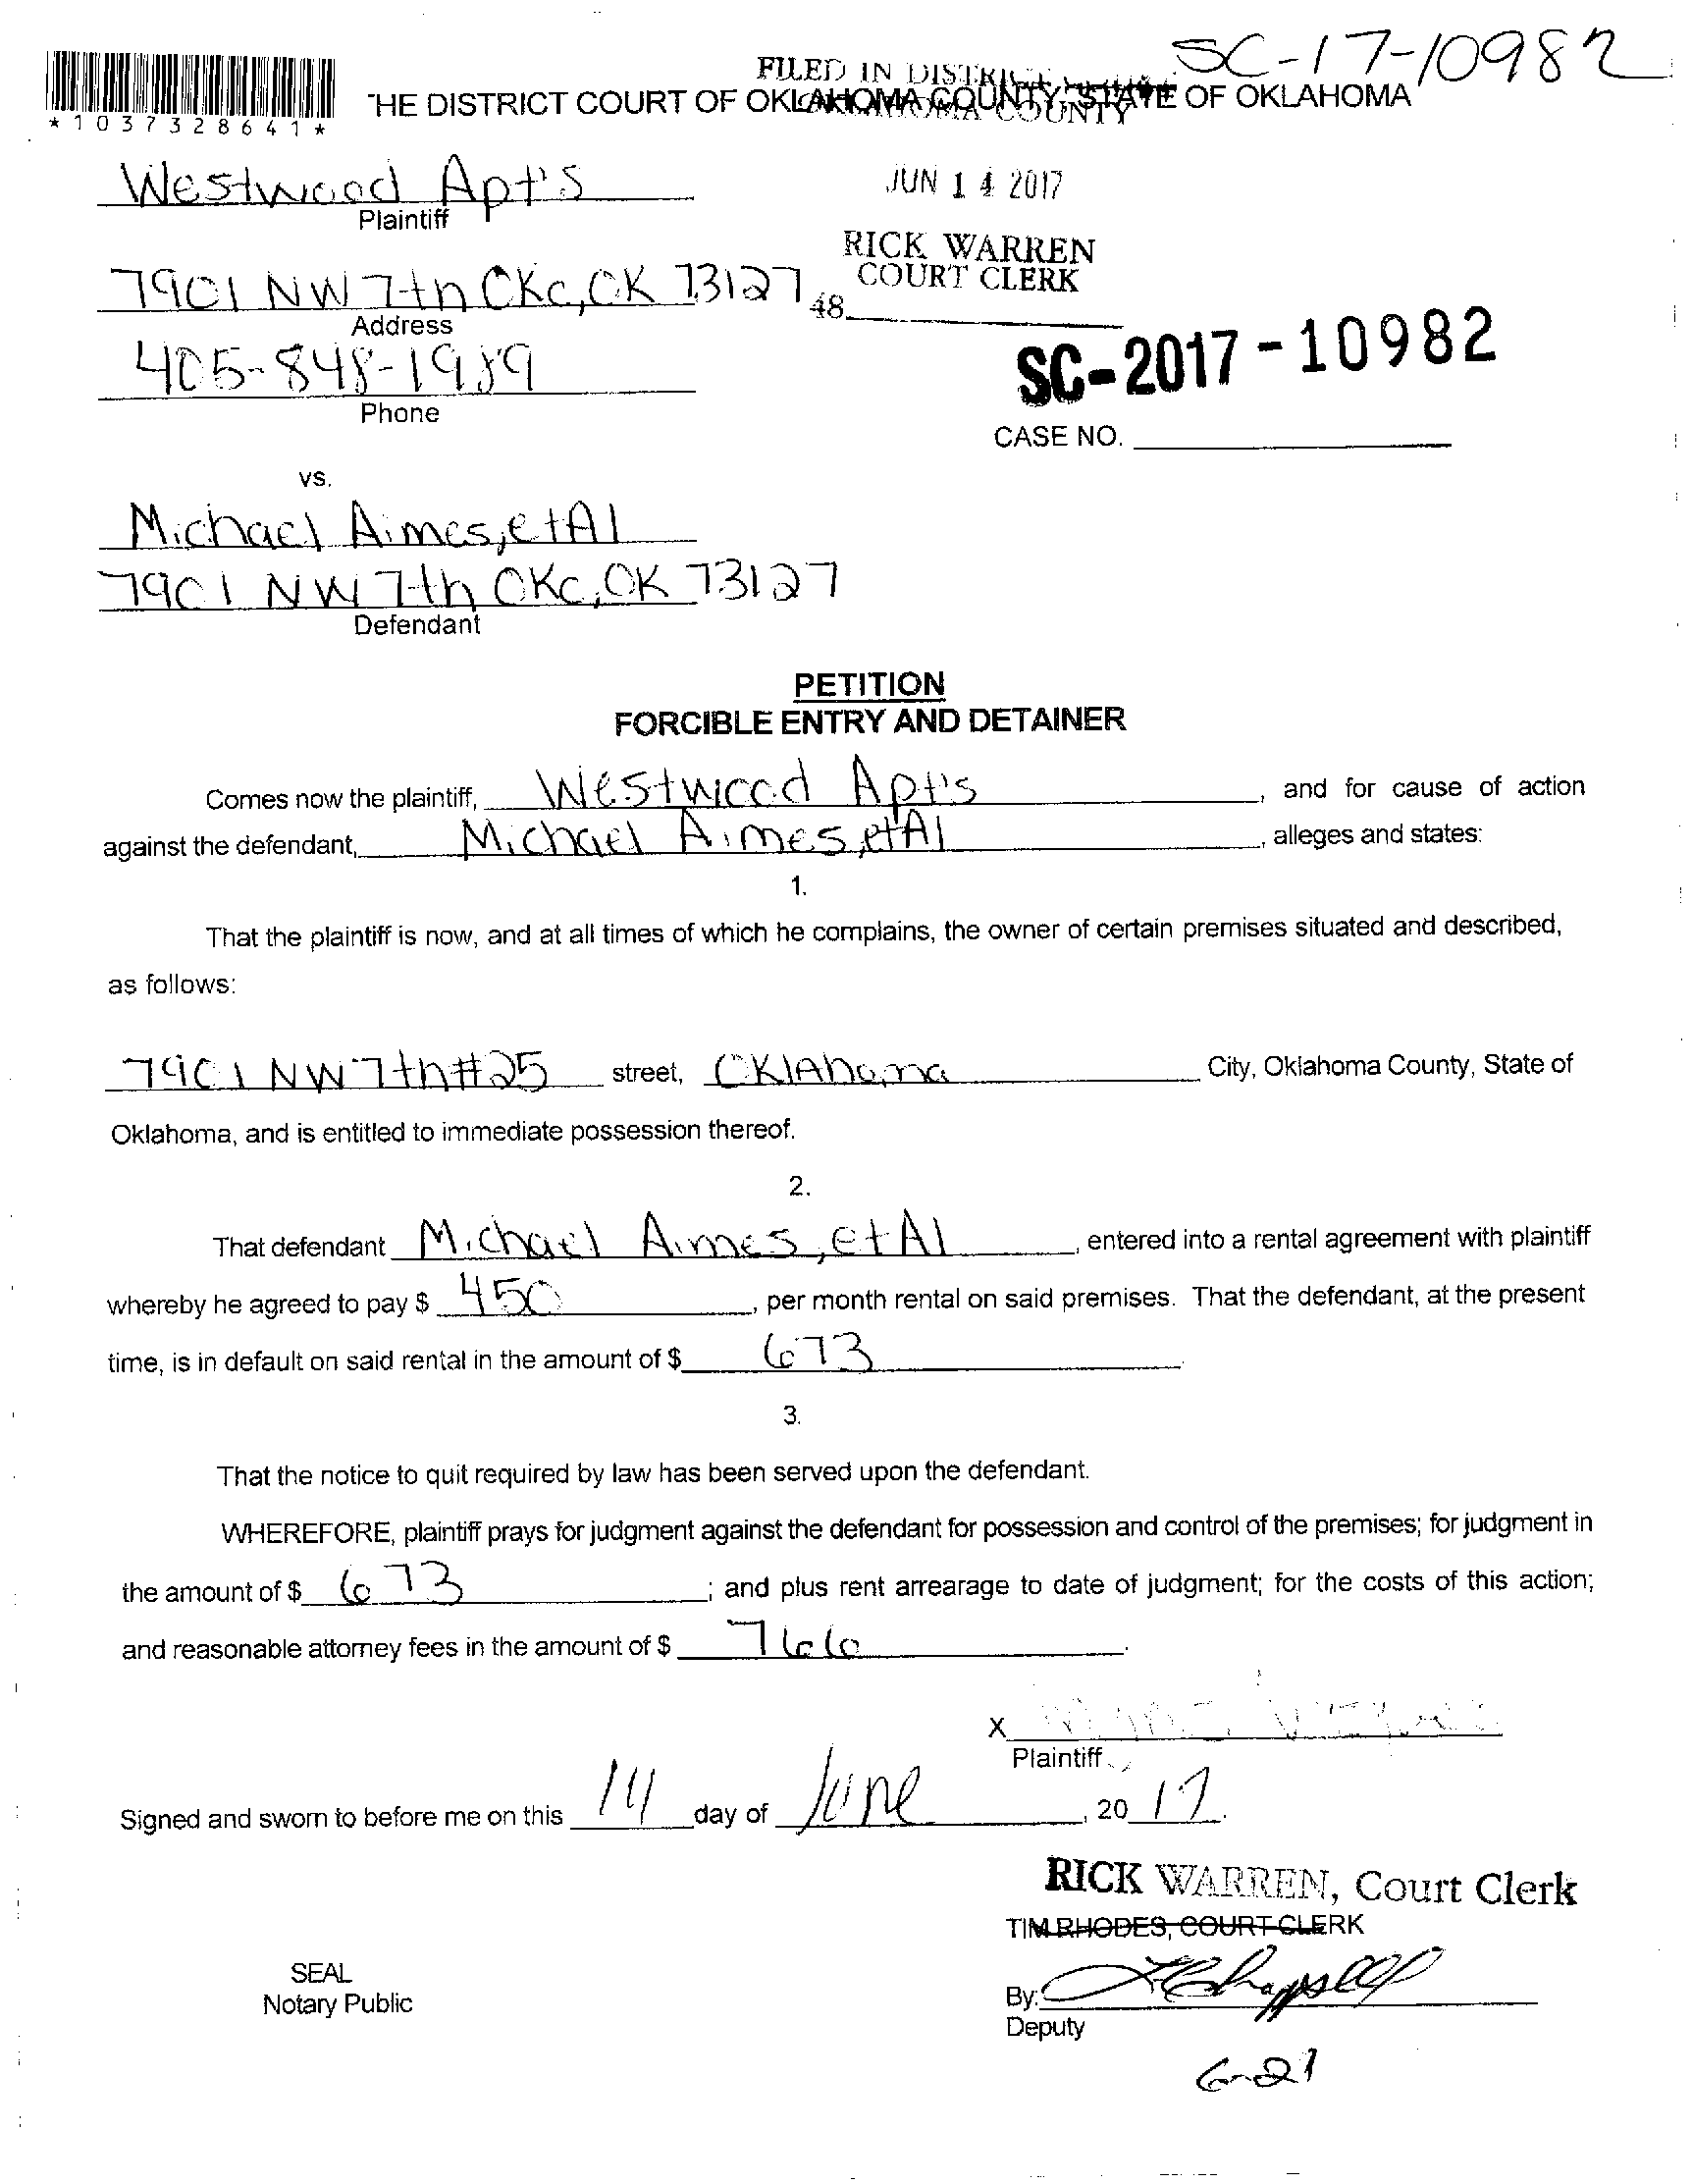 SC-17-10982
FILED IN DISTRICT COURT
OKLAHOMA COUNTY
THE DISTRICT COURT OF OKLAHOMA COUNTY, STATE OF OKLAHOMA
*1037328641*
Westwood Apt's
Plaintiff
JUN 14 2017
RICK WARREN
COURT CLERK
7901 NW 7th OKC, OK 73127
48
Address
405-848-1989
Phone
SC-2017-10982
CASE NO.
vs.
Michael Aimes, et Al
7901 NW 7th OKC, OK 73127
Defendant
PETITION
FORCIBLE ENTRY AND DETAINER
Comes now the plaintiff, Westwood Apt's, and for cause of action
against the defendant, Michael Aimes, et Al, alleges and states:
1.
That the plaintiff is now, and at all times of which he complains, the owner of certain premises situated and described,
as follows:
7901 NW 7th #25 street, Oklahoma City, Oklahoma County, State of
Oklahoma, and is entitled to immediate possession thereof.
2.
That defendant Michael Aimes, et Al, entered into a rental agreement with plaintiff
whereby he agreed to pay $ 450, per month rental on said premises. That the defendant, at the present
time, is in default on said rental in the amount of $ 673.
3.
That the notice to quit required by law has been served upon the defendant.
WHEREFORE, plaintiff prays for judgment against the defendant for possession and control of the premises; for judgment in
the amount of $ 673; and plus rent arrearage to date of judgment; for the costs of this action;
and reasonable attorney fees in the amount of $ 766.
X
Plaintiff
Signed and sworn to before me on this 14 day of June, 2017.
RICK WARREN, Court Clerk
TIM RHODES, COURT CLERK
SEAL
Notary Public
By:
Deputy
6-21